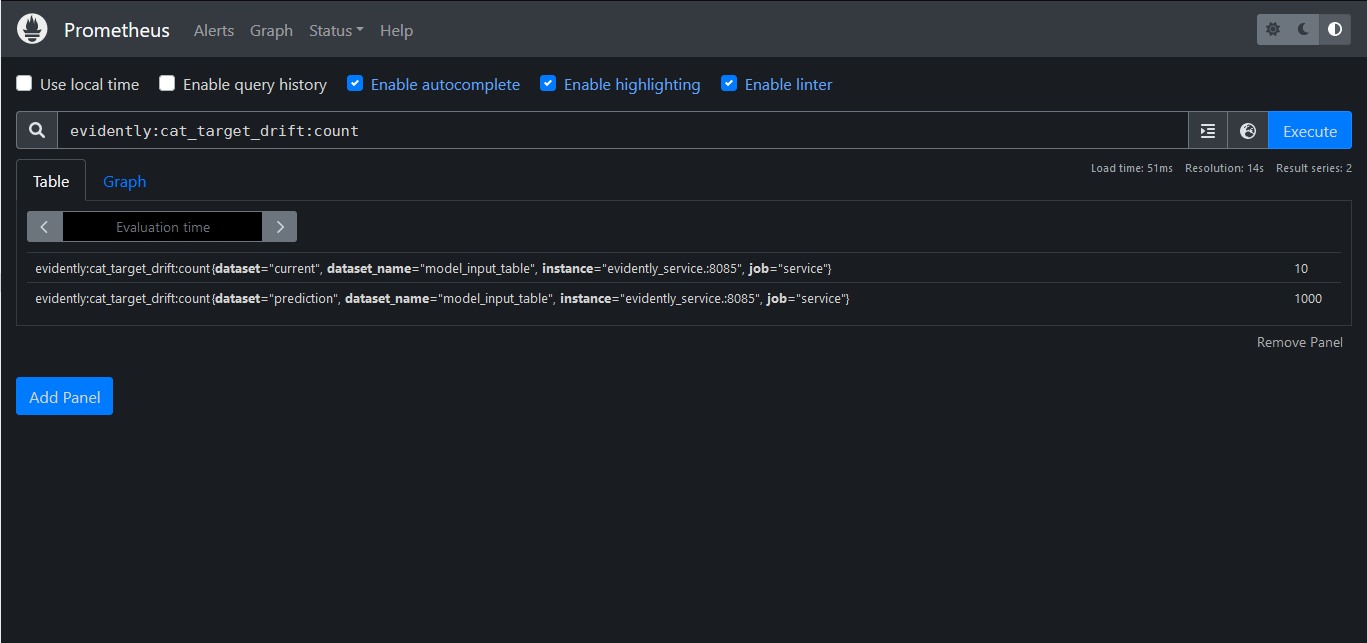 Prometheus Alerts Graph Status Help
Use local time Enable query history Enable autocomplete Enable highlighting Enable linter
evidently:cat_target_drift:count Execute
Table Graph Load time: 51ms Resolution: 14s Result series: 2
Evaluation time
evidently:cat_target_drift:count{dataset="current", dataset_name="model_input_table", instance="evidently_service.:8085", job="service"} 10
evidently:cat_target_drift:count{dataset="prediction", dataset_name="model_input_table", instance="evidently_service.:8085", job="service"} 1000
Remove Panel
Add Panel